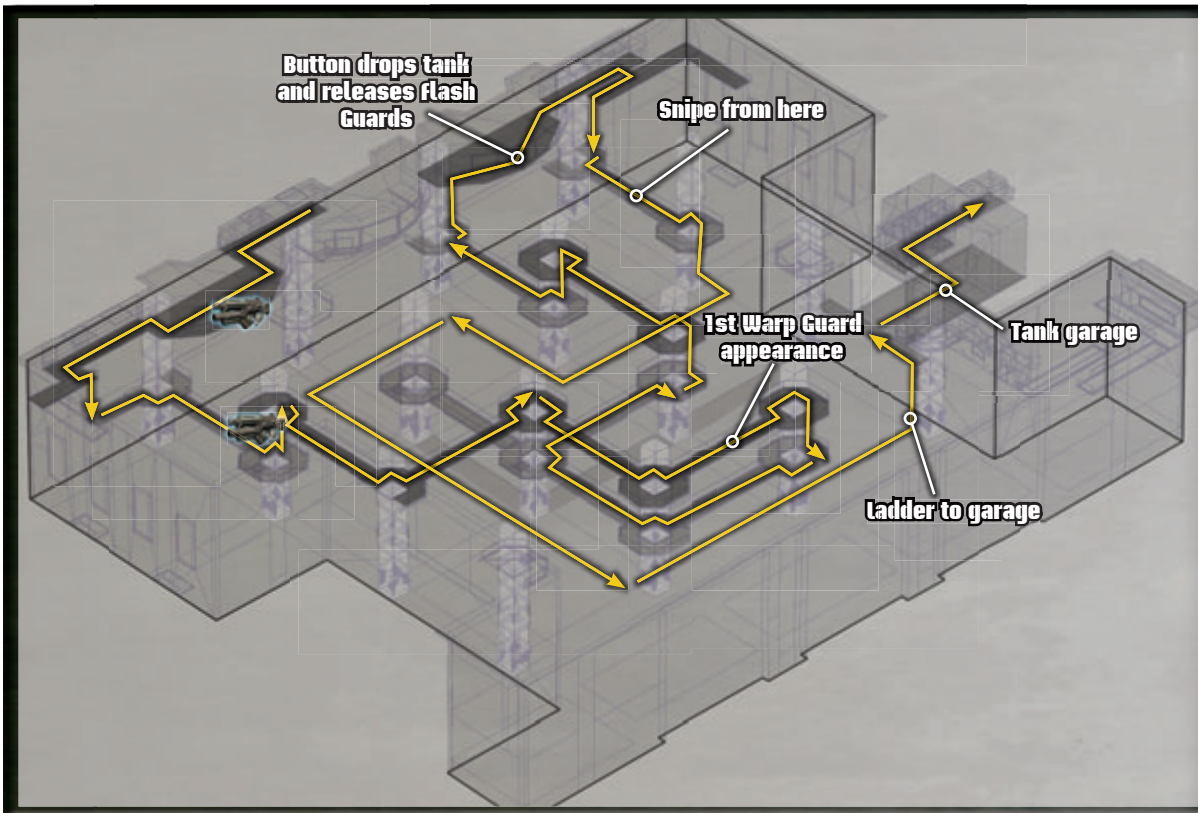 Button drops tank
and releases Flash
Guards
Snipe from here
1st Warp Guard
appearance
Tank garage
Ladder to garage